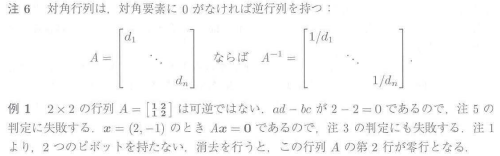 注 6 対角行列は,対角要素に 0 がなければ逆行列を持つ:
A = [d₁ ⋱ dₙ] ならば A⁻¹ = [1/d₁ ⋱ 1/dₙ].
例 1 2×2 の行列 A = [1 2; 1 2] は可逆ではない.ad−bc が 2−2=0 であるので,注 5 の
判定に失敗する.x = (2,−1) のとき Ax = 0 であるので,注 3 の判定にも失敗する.注 1
より,2 つのピボットを持たない.消去を行うと,この行列 A の第 2 行が零行となる.